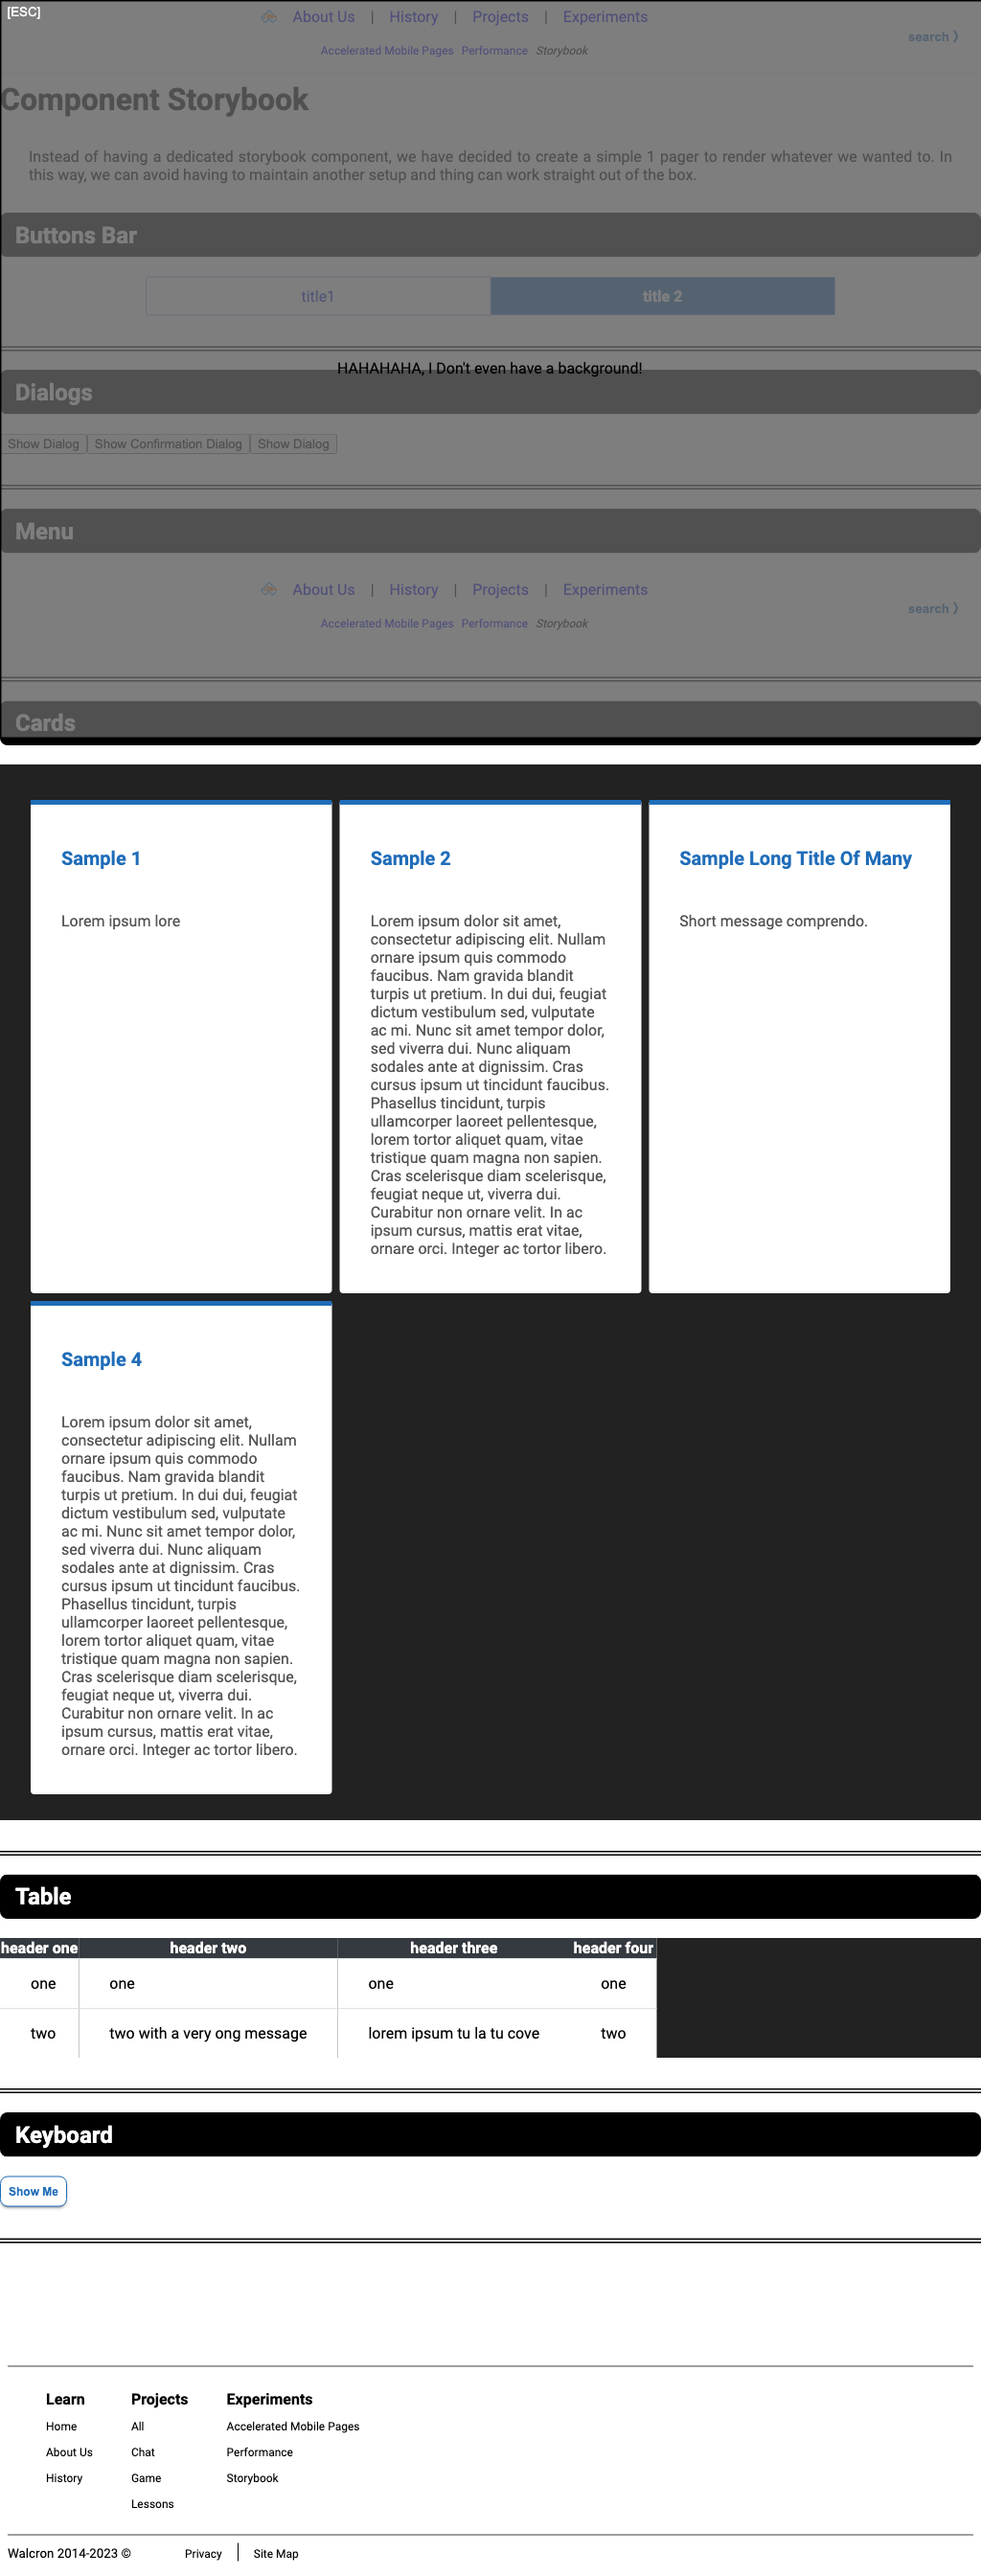 [ESC]
About Us | History | Projects | Experiments
search 》
Accelerated Mobile Pages Performance Storybook
Component Storybook
Instead of having a dedicated storybook component, we have decided to create a simple 1 pager to render whatever we wanted to. In
this way, we can avoid having to maintain another setup and thing can work straight out of the box.
Buttons Bar
title1 title 2
HAHAHAHA, I Don't even have a background!
Dialogs
Show Dialog Show Confirmation Dialog Show Dialog
Menu
About Us | History | Projects | Experiments
search 》
Accelerated Mobile Pages Performance Storybook
Cards
Sample 1
Lorem ipsum lore
Sample 2
Lorem ipsum dolor sit amet,
consectetur adipiscing elit. Nullam
ornare ipsum quis commodo
faucibus. Nam gravida blandit
turpis ut pretium. In dui dui, feugiat
dictum vestibulum sed, vulputate
ac mi. Nunc sit amet tempor dolor,
sed viverra dui. Nunc aliquam
sodales ante at dignissim. Cras
cursus ipsum ut tincidunt faucibus.
Phasellus tincidunt, turpis
ullamcorper laoreet pellentesque,
lorem tortor aliquet quam, vitae
tristique quam magna non sapien.
Cras scelerisque diam scelerisque,
feugiat neque ut, viverra dui.
Curabitur non ornare velit. In ac
ipsum cursus, mattis erat vitae,
ornare orci. Integer ac tortor libero.
Sample Long Title Of Many
Short message comprendo.
Sample 4
Lorem ipsum dolor sit amet,
consectetur adipiscing elit. Nullam
ornare ipsum quis commodo
faucibus. Nam gravida blandit
turpis ut pretium. In dui dui, feugiat
dictum vestibulum sed, vulputate
ac mi. Nunc sit amet tempor dolor,
sed viverra dui. Nunc aliquam
sodales ante at dignissim. Cras
cursus ipsum ut tincidunt faucibus.
Phasellus tincidunt, turpis
ullamcorper laoreet pellentesque,
lorem tortor aliquet quam, vitae
tristique quam magna non sapien.
Cras scelerisque diam scelerisque,
feugiat neque ut, viverra dui.
Curabitur non ornare velit. In ac
ipsum cursus, mattis erat vitae,
ornare orci. Integer ac tortor libero.
Table
header one header two header three header four
one one one one
two two with a very ong message lorem ipsum tu la tu cove two
Keyboard
Show Me
Learn
Home
About Us
History
Projects
All
Chat
Game
Lessons
Experiments
Accelerated Mobile Pages
Performance
Storybook
Walcron 2014-2023 © Privacy Site Map